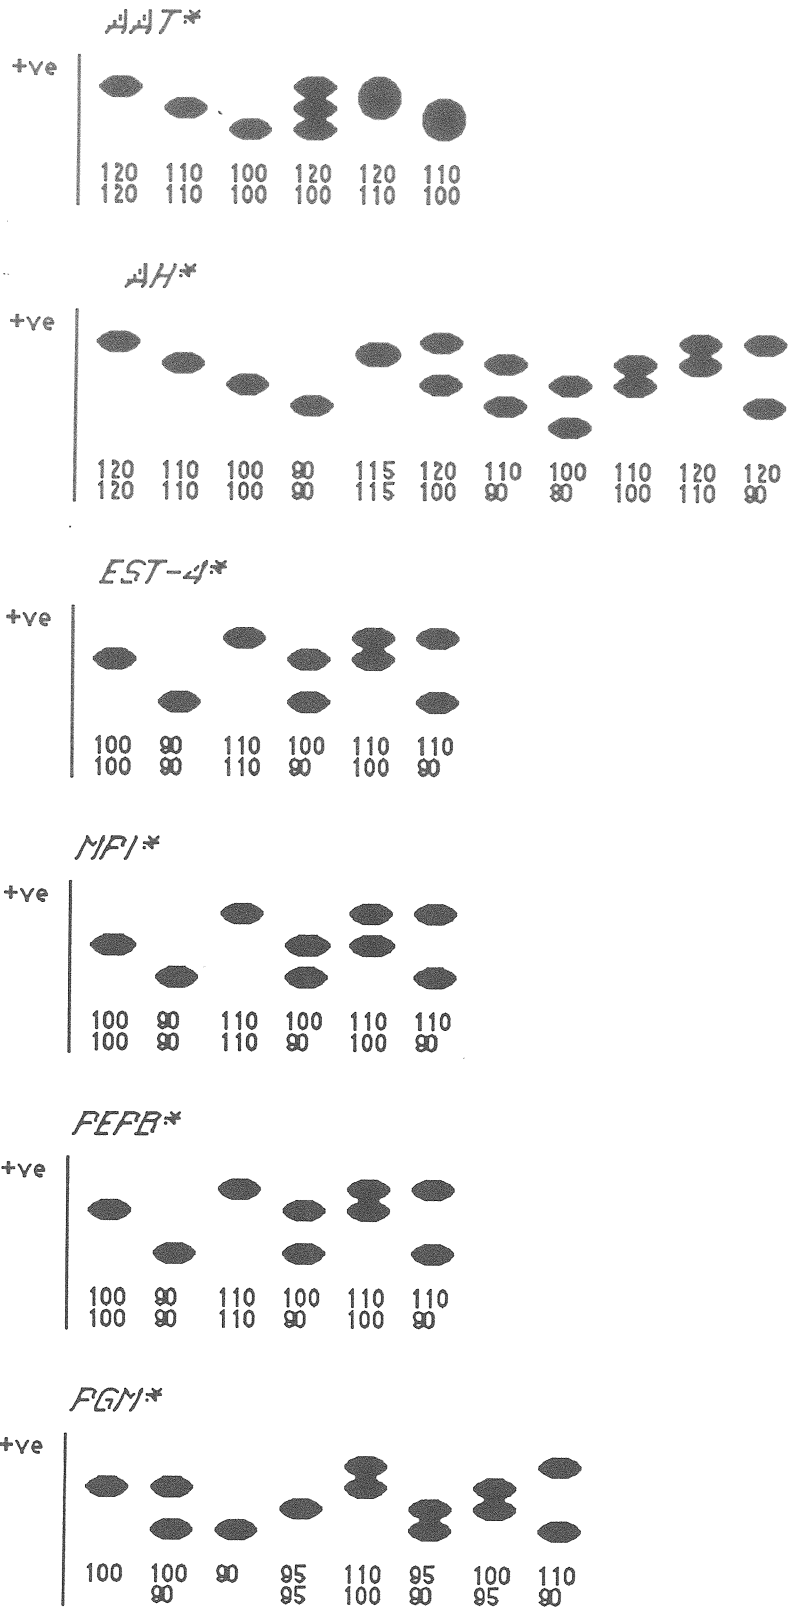 AAT*
+ve
120 110 100 120 120 110
120 110 100 100 110 100
AH*
+ve
120 110 100 90 115 120 110 100 110 120 120
120 110 100 90 115 100 90 80 100 110 90
EST-4*
+ve
100 90 110 100 110 110
100 90 110 90 100 90
MPI*
+ve
100 90 110 100 110 110
100 90 110 90 100 90
PEPB*
+ve
100 90 110 100 110 110
100 90 110 90 100 90
PGM*
+ve
100 100 90 95 110 95 100 110
90 95 100 90 95 90